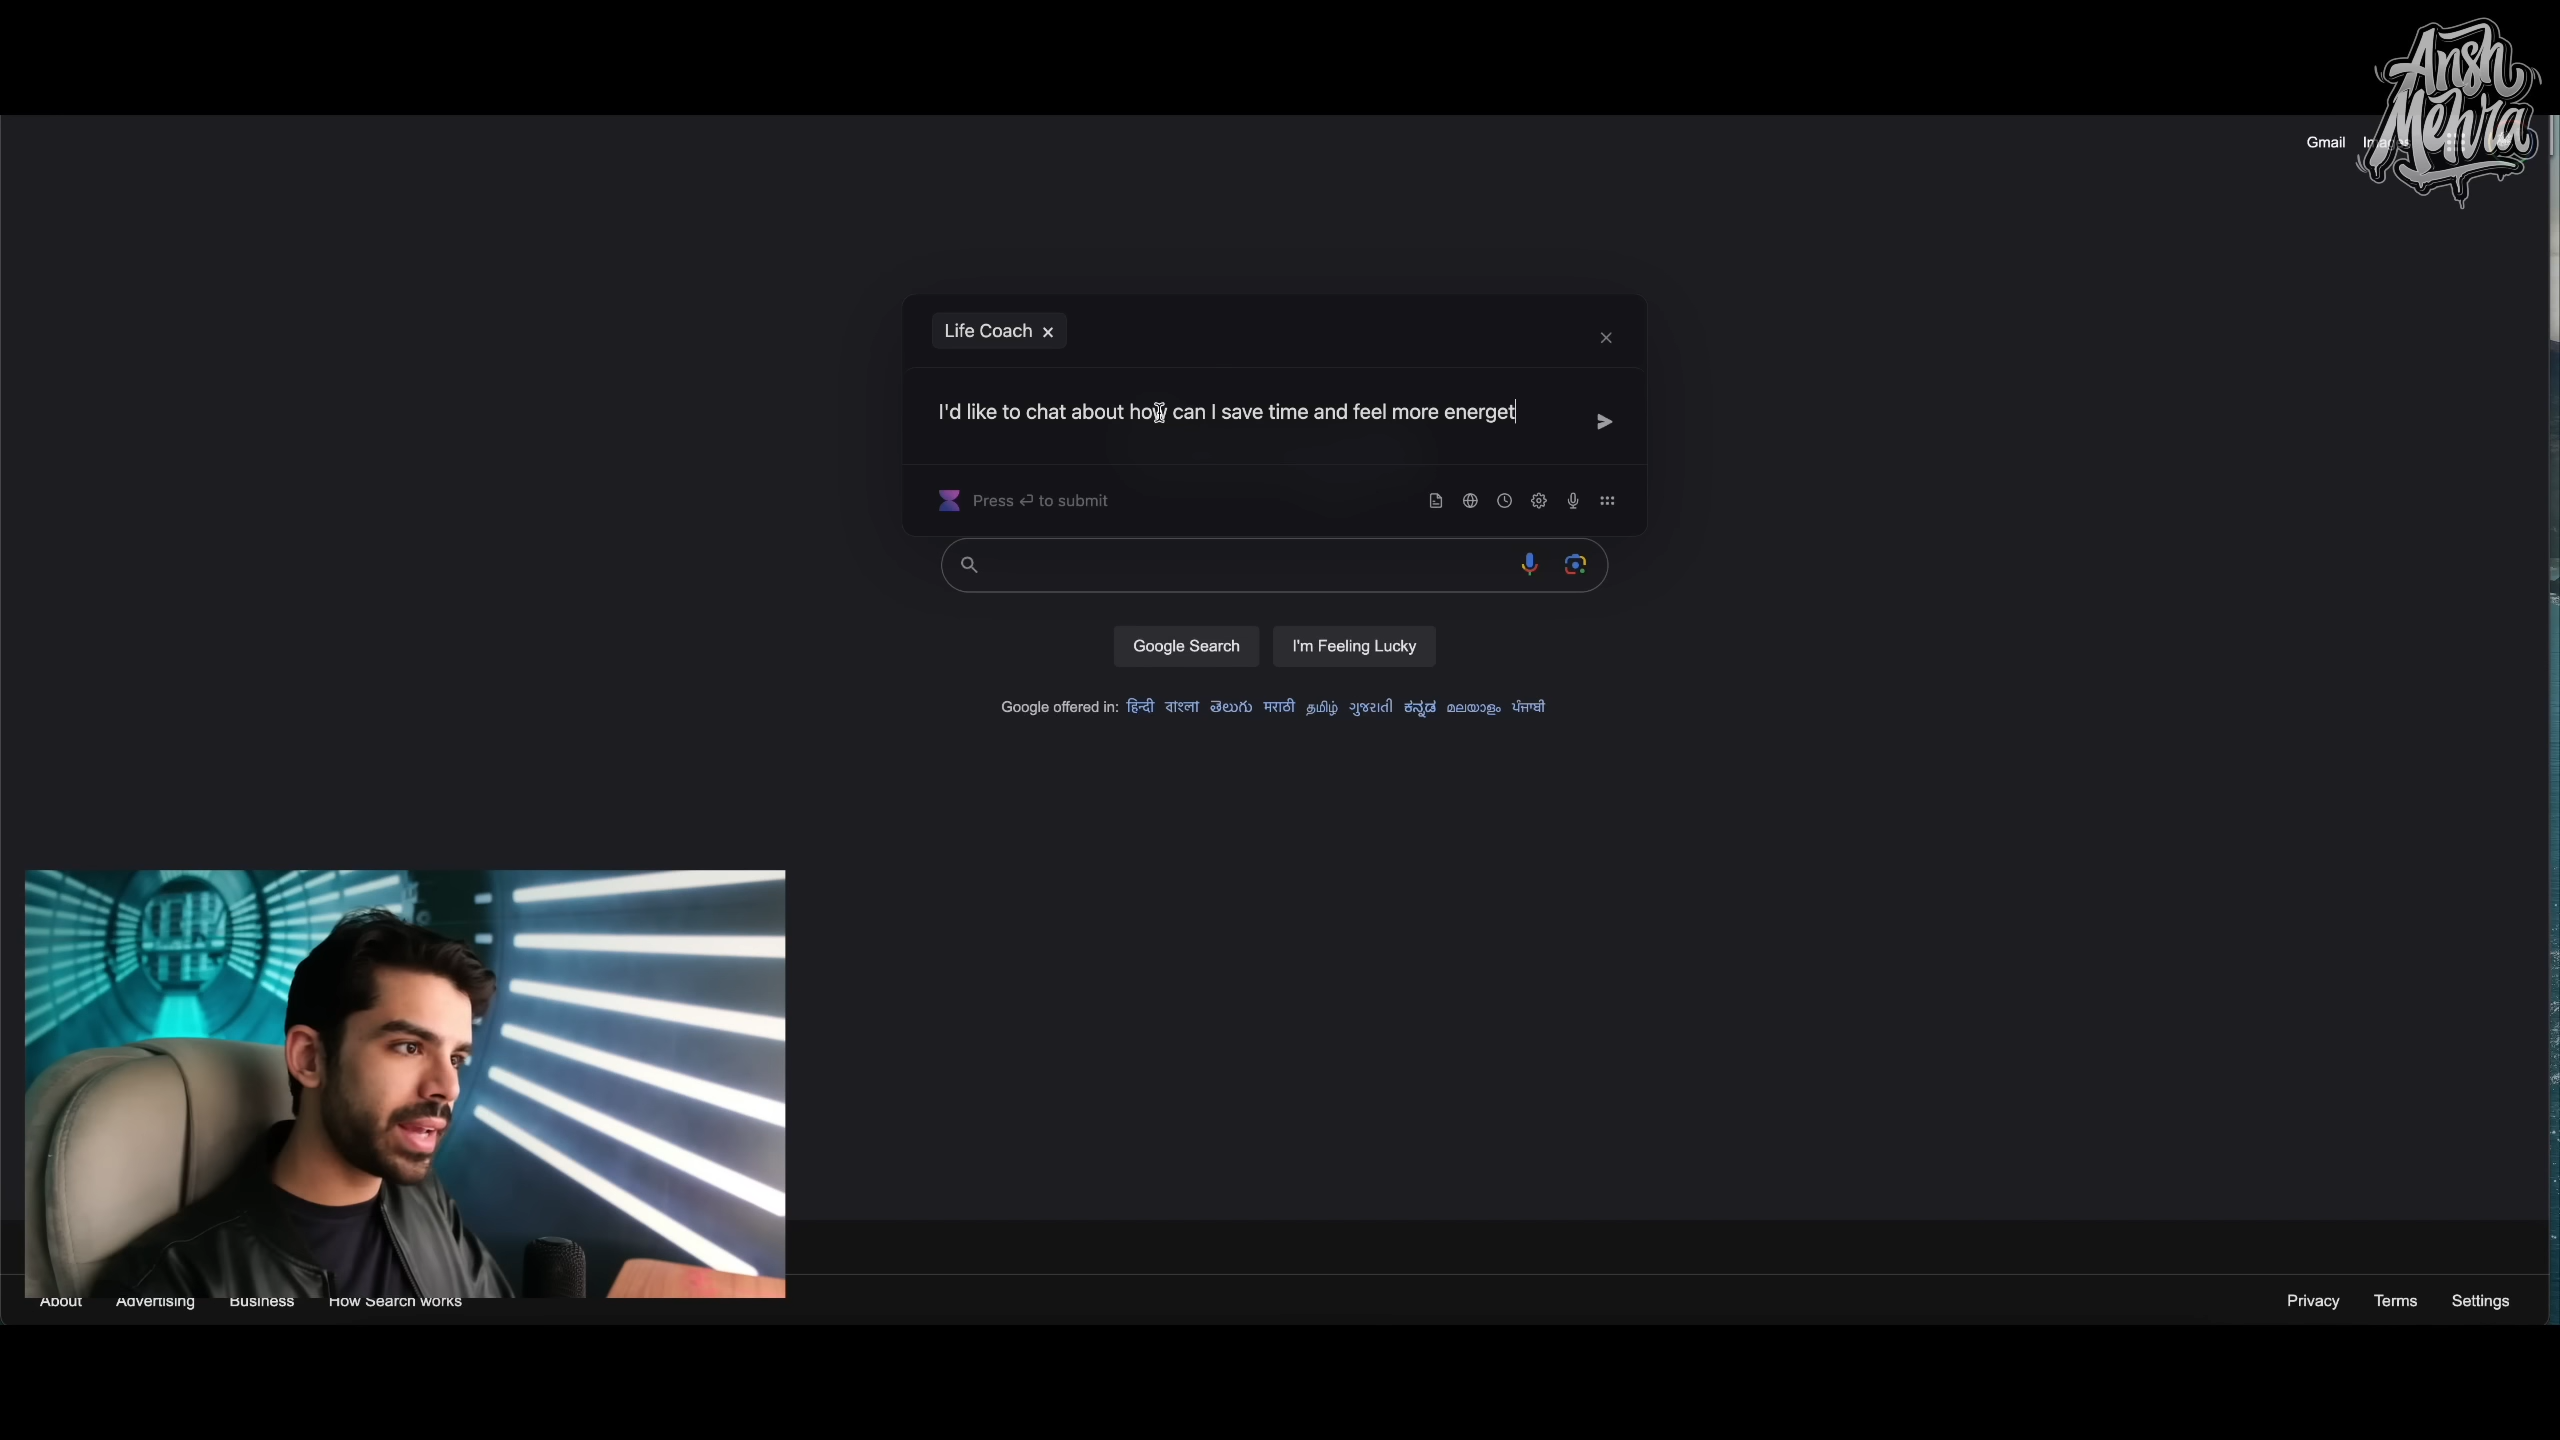 Ansh
Mehra
Gmail
Life Coach
I'd like to chat about how can I save time and feel more energet
Press ⏎ to submit
Google Search
I'm Feeling Lucky
Google offered in: हिन्दी বাংলা తెలుగు मराठी தமிழ் ગુજરાતી ಕನ್ನಡ മലയാളം ਪੰਜਾਬੀ
About Advertising Business How Search works
Privacy Terms Settings